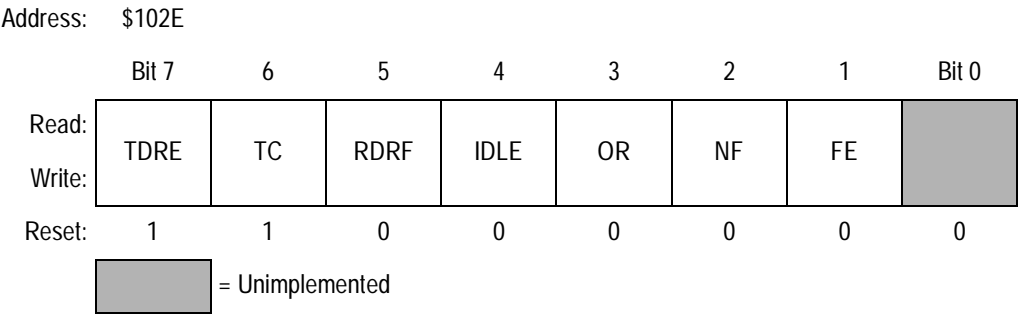 Address: $102E
Bit 7 6 5 4 3 2 1 Bit 0
Read:
TDRE TC RDRF IDLE OR NF FE
Write:
Reset: 1 1 0 0 0 0 0 0
= Unimplemented